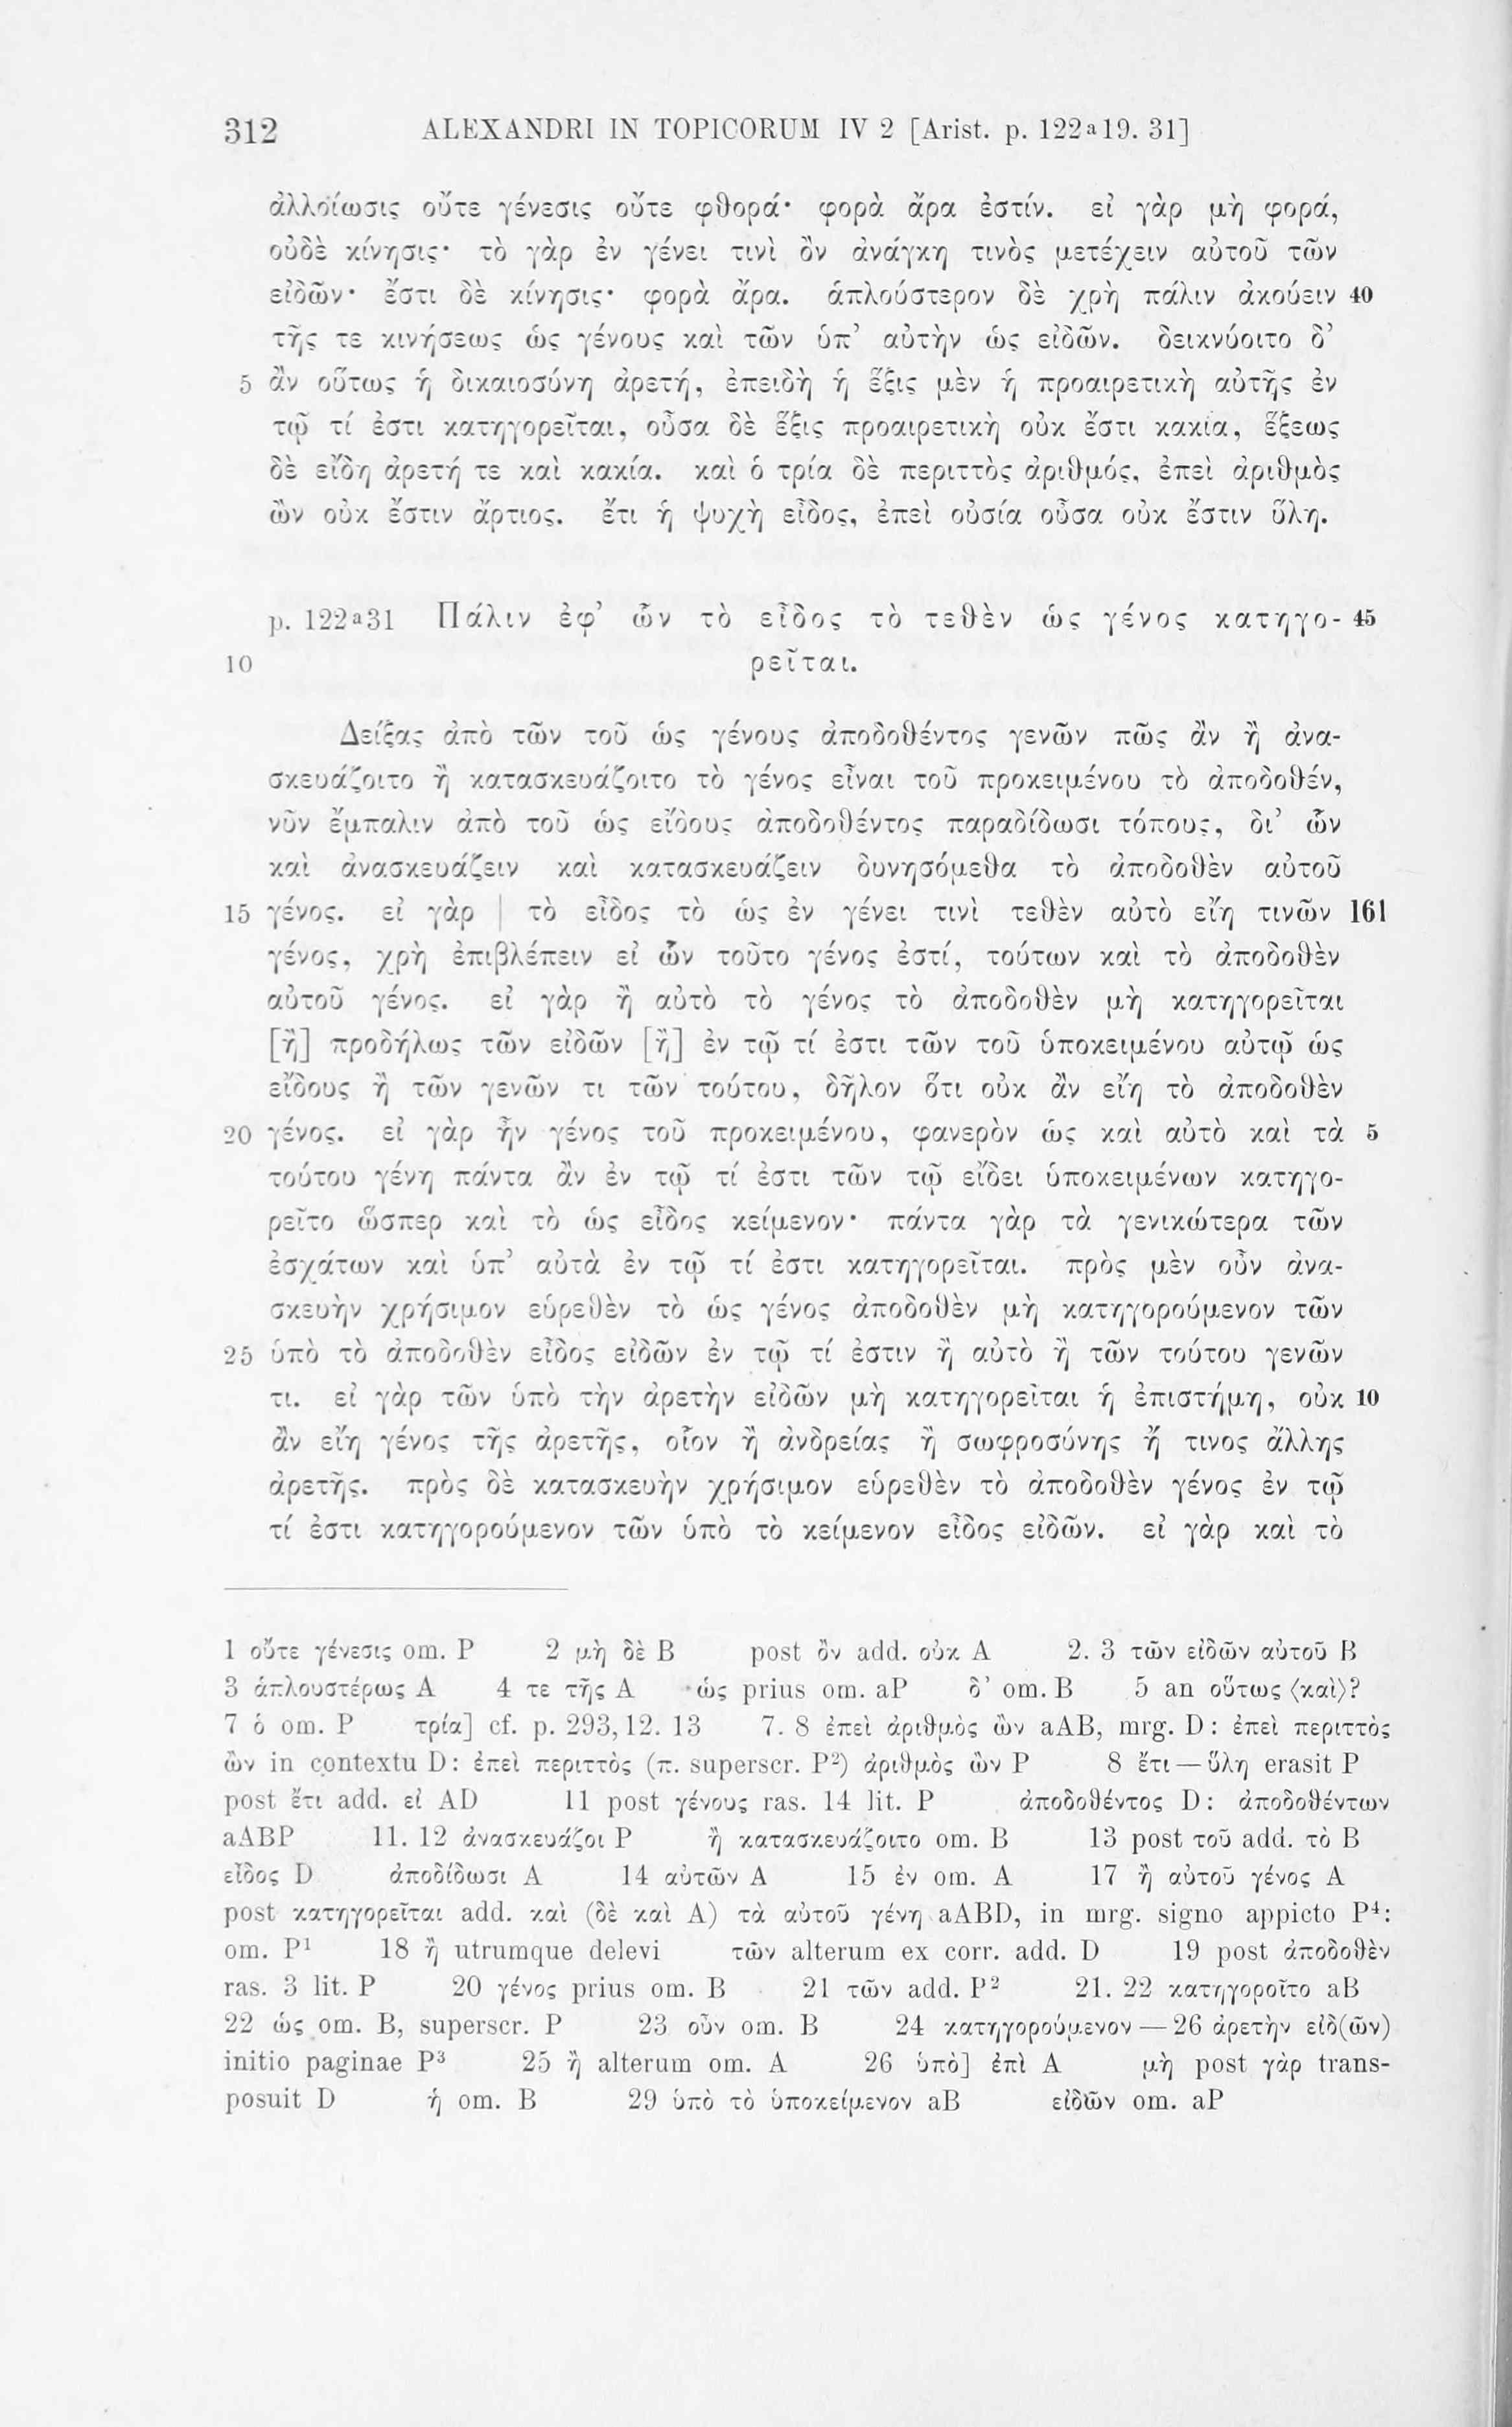 312 ALEXANDRI IN TOPICORUM IV 2 [Arist. p. 122a19. 31]
ἀλλοίωσις οὔτε γένεσις οὔτε φθορά· φορὰ ἄρα ἐστίν. εἰ γὰρ μὴ φορά,
οὐδὲ κίνησις· τὸ γὰρ ἐν γένει τινὶ ὂν ἀνάγκη τινὸς μετέχειν αὐτοῦ τῶν
εἰδῶν· ἔστι δὲ κίνησις· φορὰ ἄρα. ἁπλούστερον δὲ χρὴ πάλιν ἀκούειν 40
τῆς τε κινήσεως ὡς γένους καὶ τῶν ὑπ’ αὐτὴν ὡς εἰδῶν. δεικνύοιτο δ’
5 ἂν οὕτως ἡ δικαιοσύνη ἀρετή, ἐπειδὴ ἡ ἕξις μὲν ἡ προαιρετικὴ αὐτῆς ἐν
τῷ τί ἐστι κατηγορεῖται, οὖσα δὲ ἕξις προαιρετικὴ οὐκ ἔστι κακία, ἕξεως
δὲ εἴδη ἀρετή τε καὶ κακία. καὶ ὁ τρία δὲ περιττὸς ἀριθμός, ἐπεὶ ἀριθμὸς
ὢν οὐκ ἔστιν ἄρτιος. ἔτι ἡ ψυχὴ εἶδος, ἐπεὶ οὐσία οὖσα οὐκ ἔστιν ὕλη.
p. 122a31 Πάλιν ἐφ’ ὧν τὸ εἶδος τὸ τεθὲν ὡς γένος κατηγο- 45
10 ρεῖται.
Δείξας ἀπὸ τῶν τοῦ ὡς γένους ἀποδοθέντος γενῶν πῶς ἂν ἢ ἀνα-
σκευάζοιτο ἢ κατασκευάζοιτο τὸ γένος εἶναι τοῦ προκειμένου τὸ ἀποδοθέν,
νῦν ἔμπαλιν ἀπὸ τοῦ ὡς εἴδους ἀποδοθέντος παραδίδωσι τόπους, δι’ ὧν
καὶ ἀνασκευάζειν καὶ κατασκευάζειν δυνησόμεθα τὸ ἀποδοθὲν αὐτοῦ
15 γένος. εἰ γὰρ | τὸ εἶδος τὸ ὡς ἐν γένει τινὶ τεθὲν αὐτὸ εἴη τινῶν 161
γένος, χρὴ ἐπιβλέπειν εἰ ὧν τοῦτο γένος ἐστί, τούτων καὶ τὸ ἀποδοθὲν
αὐτοῦ γένος. εἰ γὰρ ἢ αὐτὸ τὸ γένος τὸ ἀποδοθὲν μὴ κατηγορεῖται
[ἢ] προδήλως τῶν εἰδῶν [ἢ] ἐν τῷ τί ἐστι τῶν τοῦ ὑποκειμένου αὐτῷ ὡς
εἴδους ἢ τῶν γενῶν τι τῶν τούτου, δῆλον ὅτι οὐκ ἂν εἴη τὸ ἀποδοθὲν
20 γένος. εἰ γὰρ ἦν γένος τοῦ προκειμένου, φανερὸν ὡς καὶ αὐτὸ καὶ τὰ 5
τούτου γένη πάντα ἂν ἐν τῷ τί ἐστι τῶν τῷ εἴδει ὑποκειμένων κατηγο-
ρεῖτο ὥσπερ καὶ τὸ ὡς εἶδος κείμενον· πάντα γὰρ τὰ γενικώτερα τῶν
ἐσχάτων καὶ ὑπ’ αὐτὰ ἐν τῷ τί ἐστι κατηγορεῖται. πρὸς μὲν οὖν ἀνα-
σκευὴν χρήσιμον εὑρεθὲν τὸ ὡς γένος ἀποδοθὲν μὴ κατηγορούμενον τῶν
25 ὑπὸ τὸ ἀποδοθὲν εἶδος εἰδῶν ἐν τῷ τί ἐστιν ἢ αὐτὸ ἢ τῶν τούτου γενῶν
τι. εἰ γὰρ τῶν ὑπὸ τὴν ἀρετὴν εἰδῶν μὴ κατηγορεῖται ἡ ἐπιστήμη, οὐκ 10
ἂν εἴη γένος τῆς ἀρετῆς, οἷον ἢ ἀνδρείας ἢ σωφροσύνης ἤ τινος ἄλλης
ἀρετῆς. πρὸς δὲ κατασκευὴν χρήσιμον εὑρεθὲν τὸ ἀποδοθὲν γένος ἐν τῷ
τί ἐστι κατηγορούμενον τῶν ὑπὸ τὸ κείμενον εἶδος εἰδῶν. εἰ γὰρ καὶ τὸ
1 οὔτε γένεσις om. P 2 μὴ δὲ B post ὂν add. οὐκ A 2. 3 τῶν εἰδῶν αὐτοῦ B
3 ἁπλουστέρως A 4 τε τῆς A ὡς prius om. aP δ’ om. B 5 an οὕτως ⟨καὶ⟩?
7 ὁ om. P τρία] cf. p. 293,12. 13 7. 8 ἐπεὶ ἀριθμὸς ὢν aAB, mrg. D: ἐπεὶ περιττὸς
ὢν in contextu D: ἐπεὶ περιττὸς (π. superscr. P²) ἀριθμὸς ὢν P 8 ἔτι — ὕλη erasit P
post ἔτι add. εἰ AD 11 post γένους ras. 14 lit. P ἀποδοθέντος D: ἀποδοθέντων
aABP 11. 12 ἀνασκευάζοι P ἢ κατασκευάζοιτο om. B 13 post τοῦ add. τὸ B
εἶδος D ἀποδίδωσι A 14 αὐτῶν A 15 ἐν om. A 17 ἢ αὐτοῦ γένος A
post κατηγορεῖται add. καὶ (δὲ καὶ A) τὰ αὐτοῦ γένη aABD, in mrg. signo appicto P⁴:
om. P¹ 18 ἢ utrumque delevi τῶν alterum ex corr. add. D 19 post ἀποδοθὲν
ras. 3 lit. P 20 γένος prius om. B 21 τῶν add. P² 21. 22 κατηγοροῖτο aB
22 ὡς om. B, superscr. P 23 οὖν om. B 24 κατηγορούμενον — 26 ἀρετὴν εἰδ(ῶν)
initio paginae P³ 25 ἢ alterum om. A 26 ὑπὸ] ἐπὶ A μὴ post γὰρ trans-
posuit D ἡ om. B 29 ὑπὸ τὸ ὑποκείμενον aB εἰδῶν om. aP